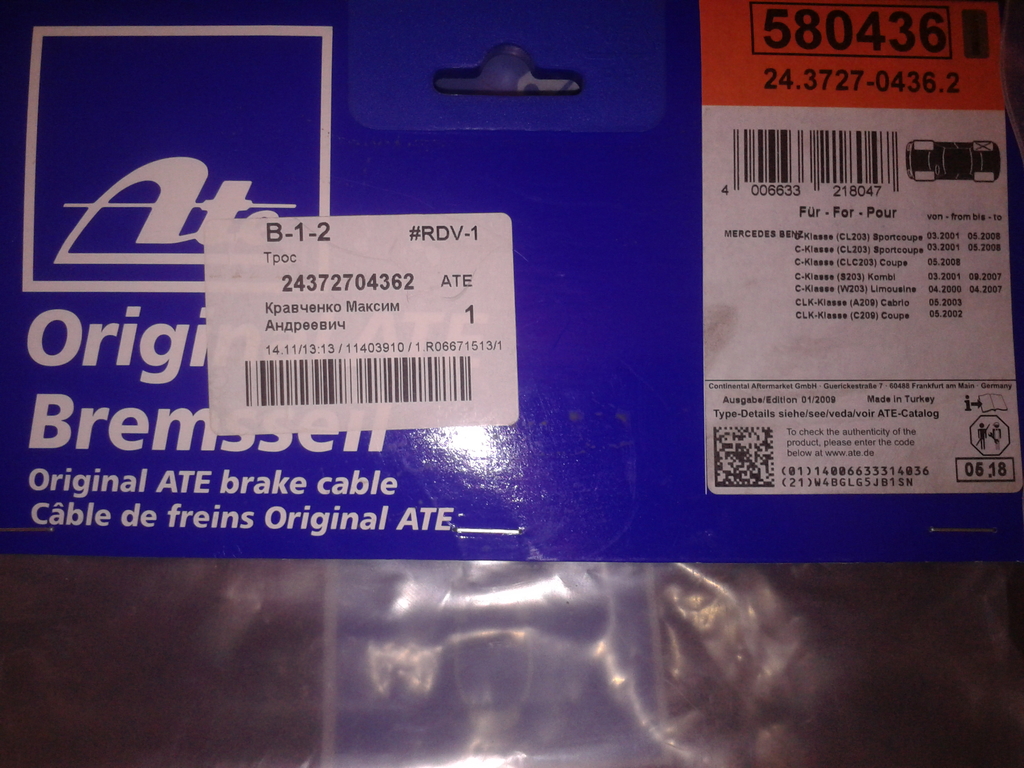 Ate
B-1-2 #RDV-1
Трос
24372704362 ATE
Кравченко Максим
Андреевич
1
14.11/13:13 / 11403910 / 1.R06671513/1
Original ATE
Bremsseil
Original ATE brake cable
Câble de freins Original ATE
580436
24.3727-0436.2
4 006633 218047
Für - For - Pour von - from bis - to
MERCEDES BENZ C-Klasse (CL203) Sportcoupe 03.2001 05.2008
C-Klasse (CL203) Sportcoupe 03.2001 05.2008
C-Klasse (CLC203) Coupe 05.2008
C-Klasse (S203) Kombi 03.2001 09.2007
C-Klasse (W203) Limousine 04.2000 04.2007
CLK-Klasse (A209) Cabrio 05.2003
CLK-Klasse (C209) Coupe 05.2002
Continental Aftermarket GmbH · Guerickestraße 7 · 60488 Frankfurt am Main · Germany
Ausgabe/Edition 01/2009 Made in Turkey
Type-Details siehe/see/veda/voir ATE-Catalog
To check the authenticity of the
product, please enter the code
below at www.ate.de
(01)14006633314036
(21)W4BGLG5JB1SN
05.18